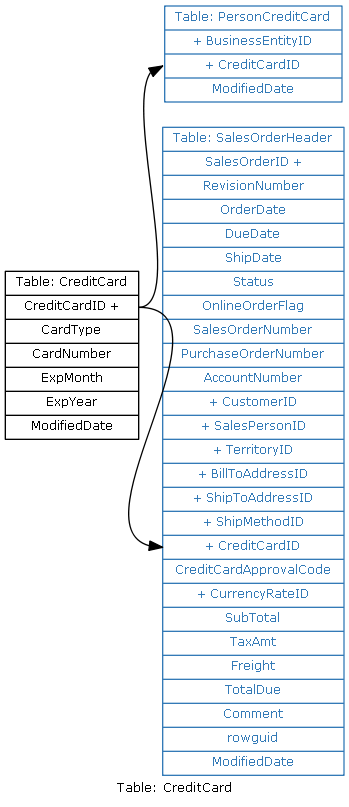 Table: PersonCreditCard
+ BusinessEntityID
+ CreditCardID
ModifiedDate
Table: CreditCard
CreditCardID +
CardType
CardNumber
ExpMonth
ExpYear
ModifiedDate
Table: SalesOrderHeader
SalesOrderID +
RevisionNumber
OrderDate
DueDate
ShipDate
Status
OnlineOrderFlag
SalesOrderNumber
PurchaseOrderNumber
AccountNumber
+ CustomerID
+ SalesPersonID
+ TerritoryID
+ BillToAddressID
+ ShipToAddressID
+ ShipMethodID
+ CreditCardID
CreditCardApprovalCode
+ CurrencyRateID
SubTotal
TaxAmt
Freight
TotalDue
Comment
rowguid
ModifiedDate
Table: CreditCard